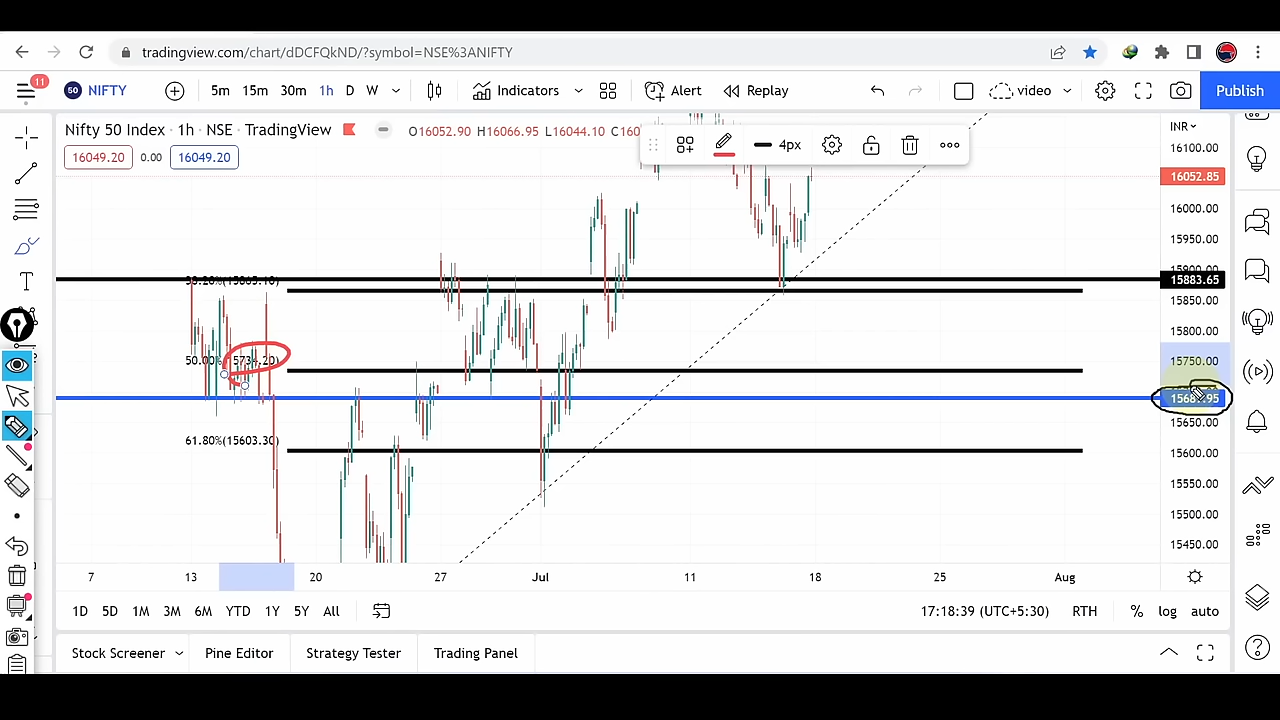 tradingview.com/chart/dDCFQkND/?symbol=NSE%3ANIFTY
11
50 NIFTY 5m 15m 30m 1h D W Indicators Alert Replay video Publish
Nifty 50 Index · 1h · NSE · TradingView O16052.90 H16066.95 L16044.10
4px
INR
16049.20 0.00 16049.20
16100.00
16052.85
16000.00
15950.00
15883.65
15850.00
15800.00
50.00%
15750.00
15650.00
61.80%(15603.30)
15600.00
15550.00
15500.00
15450.00
7 13 20 27 Jul 11 18 25 Aug
1D 5D 1M 3M 6M YTD 1Y 5Y All 17:18:39 (UTC+5:30) RTH % log auto
Stock Screener Pine Editor Strategy Tester Trading Panel